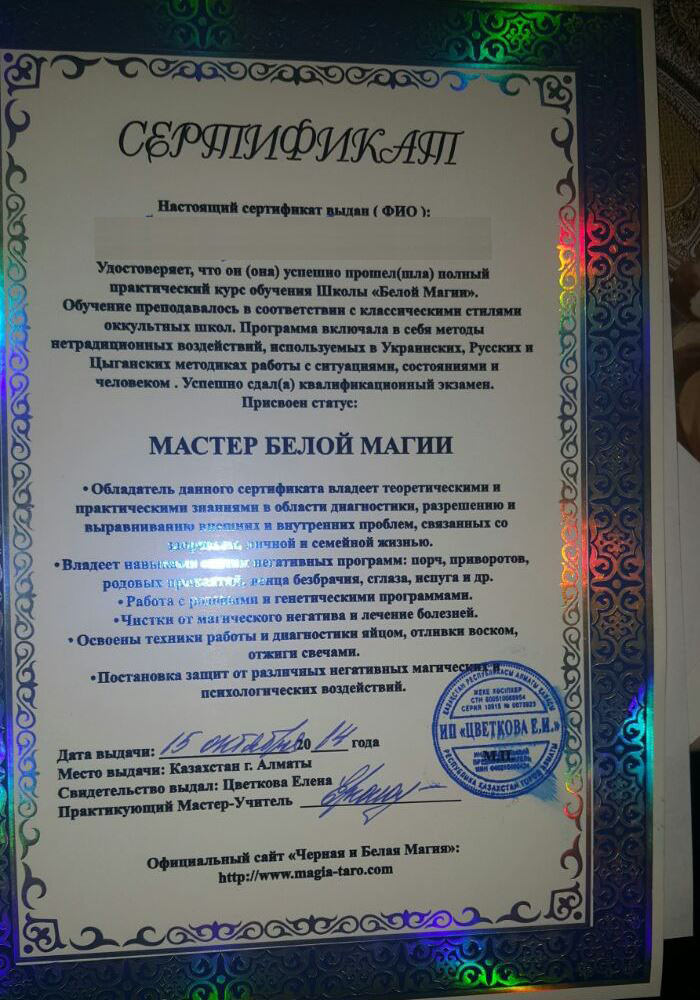 СЕРТИФИКАТ
Настоящий сертификат выдан ( ФИО ):
Удостоверяет, что он (она) успешно прошел(шла) полный
практический курс обучения Школы «Белой Магии».
Обучение преподавалось в соответствии с классическими стилями
оккультных школ. Программа включала в себя методы
нетрадиционных воздействий, используемых в Украинских, Русских и
Цыганских методиках работы с ситуациями, состояниями и
человеком . Успешно сдал(а) квалификационный экзамен.
Присвоен статус:
МАСТЕР БЕЛОЙ МАГИИ
• Обладатель данного сертификата владеет теоретическими и
практическими знаниями в области диагностики, разрешению и
выравниванию внешних и внутренних проблем, связанных со
здоровьем, личной и семейной жизнью.
• Владеет навыками негативных программ: порч, приворотов,
родовых проклятий, венца безбрачия, сглаза, испуга и др.
• Работа с родовыми и генетическими программами.
• Чистки от магического негатива и лечение болезней.
• Освоены техники работы и диагностики яйцом, отливки воском,
отжиги свечами.
• Постановка защит от различных негативных магических и
психологических воздействий.
Дата выдачи: 15 октября 2014 года
Место выдачи: Казахстан г. Алматы
Свидетельство выдал: Цветкова Елена
Практикующий Мастер-Учитель
ИП «ЦВЕТКОВА Е.И.»
М.П.
Официальный сайт «Черная и Белая Магия»:
http://www.magia-taro.com